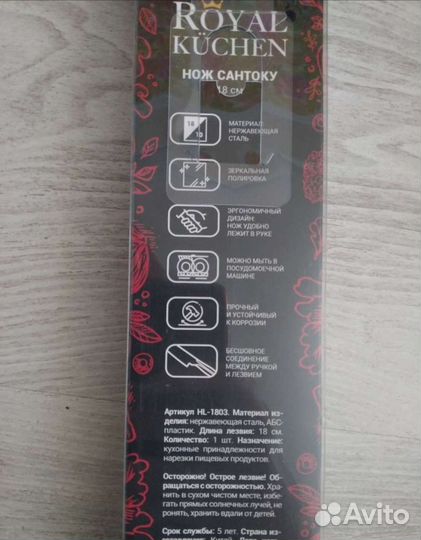 ROYAL
KÜCHEN
НОЖ САНТОКУ
18 СМ
18
10
МАТЕРИАЛ:
НЕРЖАВЕЮЩАЯ
СТАЛЬ
ЗЕРКАЛЬНАЯ
ПОЛИРОВКА
ЭРГОНОМИЧНЫЙ
ДИЗАЙН:
НОЖ УДОБНО
ЛЕЖИТ В РУКЕ
МОЖНО МЫТЬ В
ПОСУДОМОЕЧНОЙ
МАШИНЕ
ПРОЧНЫЙ
И УСТОЙЧИВЫЙ
К КОРРОЗИИ
БЕСШОВНОЕ
СОЕДИНЕНИЕ
МЕЖДУ РУЧКОЙ
И ЛЕЗВИЕМ
Артикул HL-1803. Материал из-
делия: нержавеющая сталь, АБС-
пластик. Длина лезвия: 18 см.
Количество: 1 шт. Назначение:
кухонные принадлежности для
нарезки пищевых продуктов.
Осторожно! Острое лезвие! Об-
ращаться с осторожностью. Хра-
нить в сухом чистом месте, избе-
гать прямых солнечных лучей, не
ронять, хранить вдали от детей.
Срок службы: 5 лет. Страна из-
Китай.
Avito